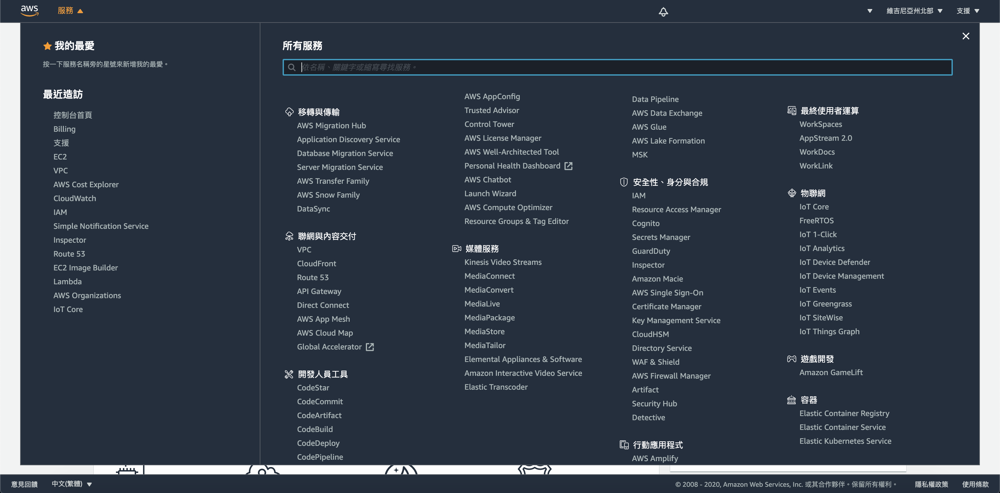 aws
服務
維吉尼亞州北部
支援
我的最愛
按一下服務名稱旁的星號來新增我的最愛。
最近造訪
控制台首頁
Billing
支援
EC2
VPC
AWS Cost Explorer
CloudWatch
IAM
Simple Notification Service
Inspector
Route 53
EC2 Image Builder
Lambda
AWS Organizations
IoT Core
所有服務
依名稱、關鍵字或縮寫尋找服務。
移轉與傳輸
AWS Migration Hub
Application Discovery Service
Database Migration Service
Server Migration Service
AWS Transfer Family
AWS Snow Family
DataSync
聯網與內容交付
VPC
CloudFront
Route 53
API Gateway
Direct Connect
AWS App Mesh
AWS Cloud Map
Global Accelerator
開發人員工具
CodeStar
CodeCommit
CodeArtifact
CodeBuild
CodeDeploy
CodePipeline
AWS AppConfig
Trusted Advisor
Control Tower
AWS License Manager
AWS Well-Architected Tool
Personal Health Dashboard
AWS Chatbot
Launch Wizard
AWS Compute Optimizer
Resource Groups & Tag Editor
媒體服務
Kinesis Video Streams
MediaConnect
MediaConvert
MediaLive
MediaPackage
MediaStore
MediaTailor
Elemental Appliances & Software
Amazon Interactive Video Service
Elastic Transcoder
Data Pipeline
AWS Data Exchange
AWS Glue
AWS Lake Formation
MSK
安全性、身分與合規
IAM
Resource Access Manager
Cognito
Secrets Manager
GuardDuty
Inspector
Amazon Macie
AWS Single Sign-On
Certificate Manager
Key Management Service
CloudHSM
Directory Service
WAF & Shield
AWS Firewall Manager
Artifact
Security Hub
Detective
行動應用程式
AWS Amplify
最終使用者運算
WorkSpaces
AppStream 2.0
WorkDocs
WorkLink
物聯網
IoT Core
FreeRTOS
IoT 1-Click
IoT Analytics
IoT Device Defender
IoT Device Management
IoT Events
IoT Greengrass
IoT SiteWise
IoT Things Graph
遊戲開發
Amazon GameLift
容器
Elastic Container Registry
Elastic Container Service
Elastic Kubernetes Service
意見回饋
中文(繁體)
© 2008 - 2020, Amazon Web Services, Inc. 或其合作夥伴。保留所有權利。
隱私權政策
使用條款